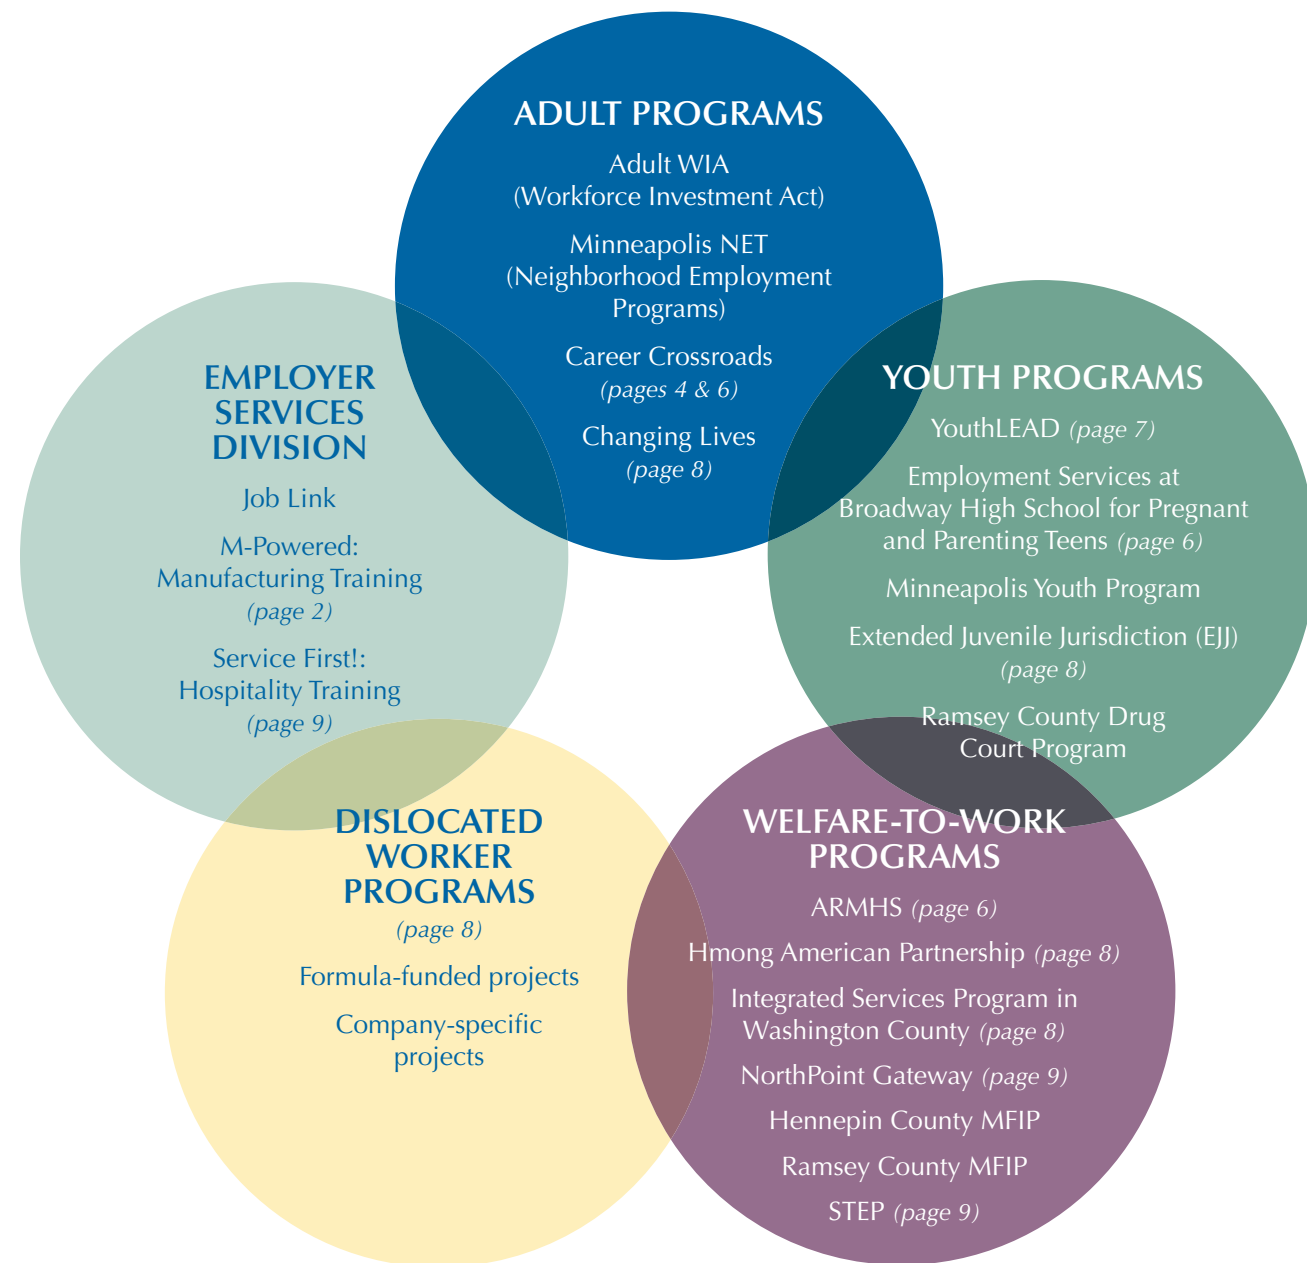 ADULT PROGRAMS
Adult WIA
(Workforce Investment Act)
Minneapolis NET
(Neighborhood Employment
Programs)
Career Crossroads
(pages 4 & 6)
Changing Lives
(page 8)
EMPLOYER
SERVICES
DIVISION
Job Link
M-Powered:
Manufacturing Training
(page 2)
Service First!:
Hospitality Training
(page 9)
YOUTH PROGRAMS
YouthLEAD (page 7)
Employment Services at
Broadway High School for Pregnant
and Parenting Teens (page 6)
Minneapolis Youth Program
Extended Juvenile Jurisdiction (EJJ)
(page 8)
Ramsey County Drug
Court Program
DISLOCATED
WORKER
PROGRAMS
(page 8)
Formula-funded projects
Company-specific
projects
WELFARE-TO-WORK
PROGRAMS
ARMHS (page 6)
Hmong American Partnership (page 8)
Integrated Services Program in
Washington County (page 8)
NorthPoint Gateway (page 9)
Hennepin County MFIP
Ramsey County MFIP
STEP (page 9)